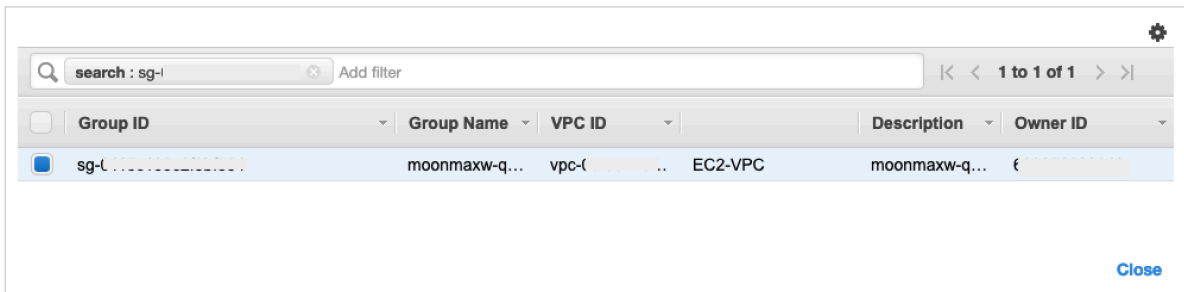 search : sg- Add filter 1 to 1 of 1
Group ID Group Name VPC ID Description Owner ID
sg- moonmaxw-q... vpc- EC2-VPC moonmaxw-q... 6
Close